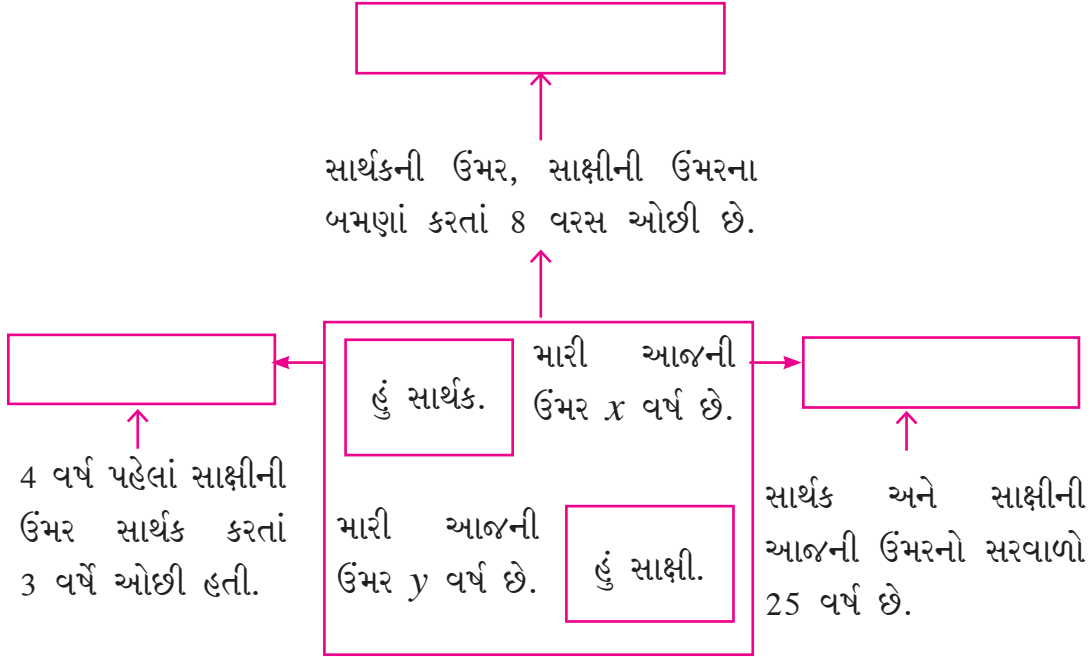 સાર્થકની ઉંમર, સાક્ષીની ઉંમરના
બમણાં કરતાં 8 વરસ ઓછી છે.
હું સાર્થક.
મારી આજની
ઉંમર x વર્ષ છે.
4 વર્ષ પહેલાં સાક્ષીની
ઉંમર સાર્થક કરતાં
3 વર્ષે ઓછી હતી.
મારી આજની
ઉંમર y વર્ષ છે.
હું સાક્ષી.
સાર્થક અને સાક્ષીની
આજની ઉંમરનો સરવાળો
25 વર્ષ છે.